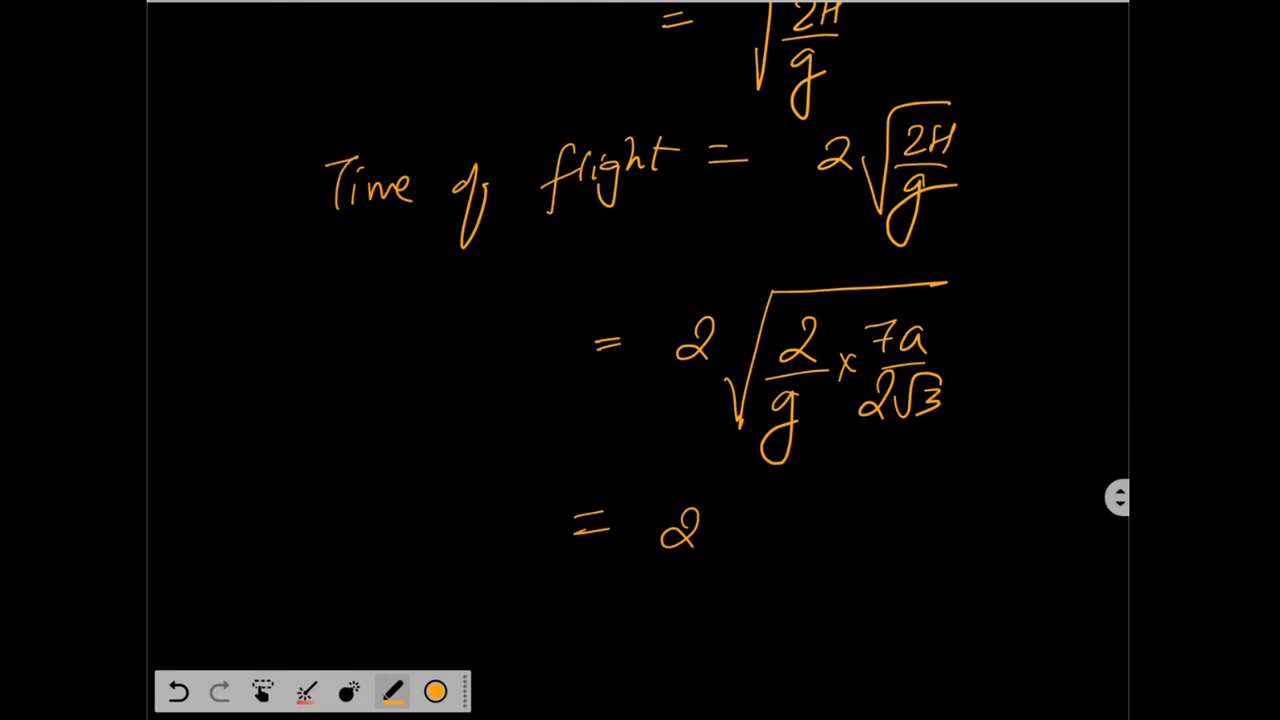 = √(2H/g)
Time of flight = 2 √(2H/g)
= 2 √(2/g × 7a/2√3)
= 2